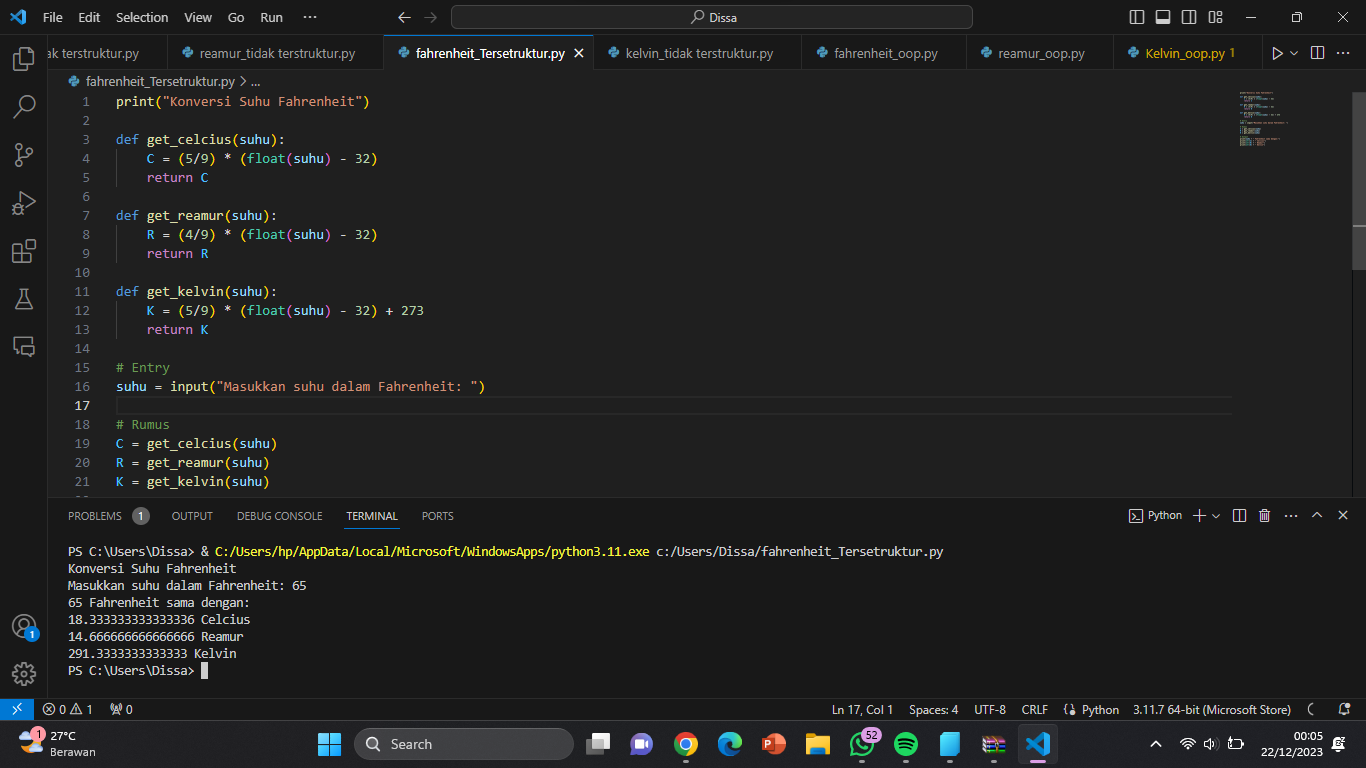 File Edit Selection View Go Run ··· Dissa
ak terstruktur.py reamur_tidak terstruktur.py fahrenheit_Tersetruktur.py kelvin_tidak terstruktur.py fahrenheit_oop.py reamur_oop.py Kelvin_oop.py 1
fahrenheit_Tersetruktur.py > ...
1 print("Konversi Suhu Fahrenheit")
2
3 def get_celcius(suhu):
4 C = (5/9) * (float(suhu) - 32)
5 return C
6
7 def get_reamur(suhu):
8 R = (4/9) * (float(suhu) - 32)
9 return R
10
11 def get_kelvin(suhu):
12 K = (5/9) * (float(suhu) - 32) + 273
13 return K
14
15 # Entry
16 suhu = input("Masukkan suhu dalam Fahrenheit: ")
17
18 # Rumus
19 C = get_celcius(suhu)
20 R = get_reamur(suhu)
21 K = get_kelvin(suhu)
PROBLEMS 1 OUTPUT DEBUG CONSOLE TERMINAL PORTS Python
PS C:\Users\Dissa> & C:/Users/hp/AppData/Local/Microsoft/WindowsApps/python3.11.exe c:/Users/Dissa/fahrenheit_Tersetruktur.py
Konversi Suhu Fahrenheit
Masukkan suhu dalam Fahrenheit: 65
65 Fahrenheit sama dengan:
18.333333333333336 Celcius
14.666666666666666 Reamur
291.3333333333333 Kelvin
PS C:\Users\Dissa>
1
0 1 0 Ln 17, Col 1 Spaces: 4 UTF-8 CRLF Python 3.11.7 64-bit (Microsoft Store)
1 27°C
Berawan
Search
52
00:05
22/12/2023